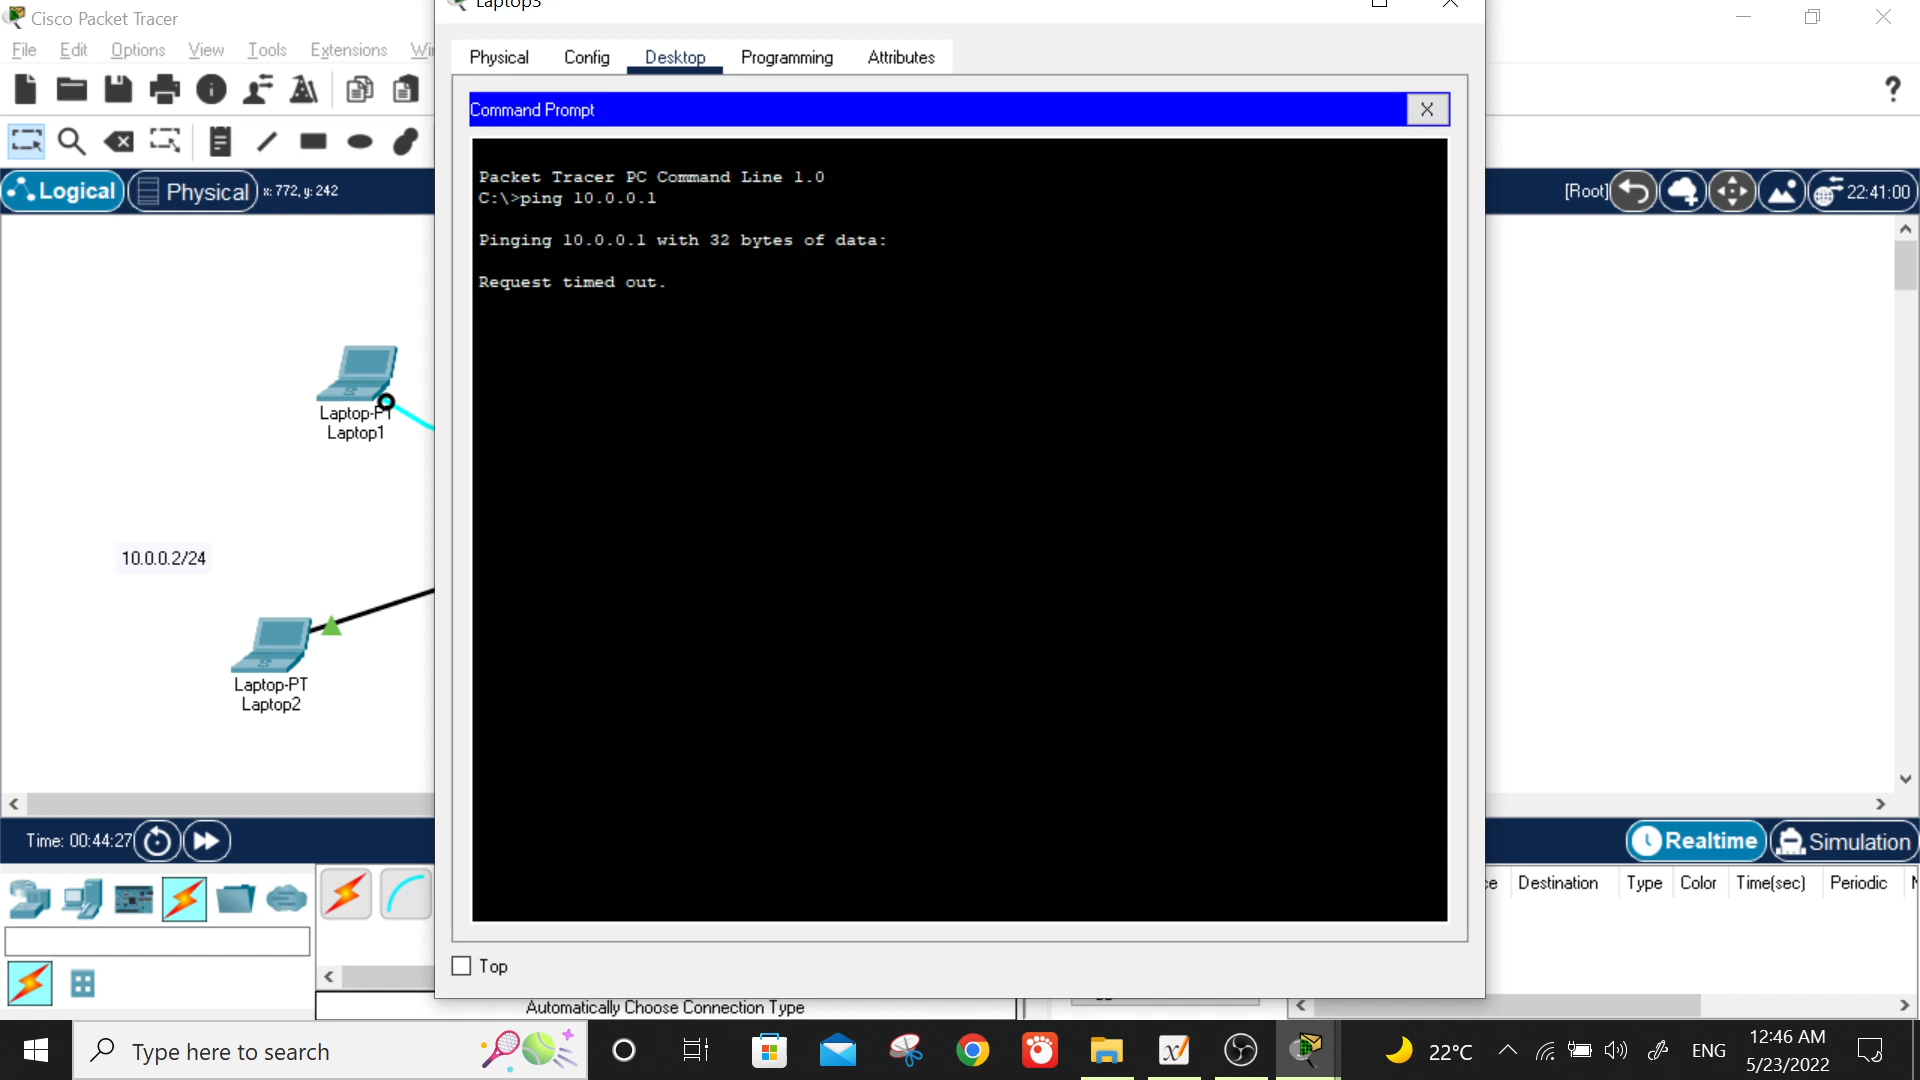 Cisco Packet Tracer
Laptop3
File Edit Options View Tools Extensions
Physical Config Desktop Programming Attributes
Command Prompt
X
?
Logical
Physical
x: 772, y: 242
[Root]
22:41:00
Packet Tracer PC Command Line 1.0
C:\>ping 10.0.0.1
Pinging 10.0.0.1 with 32 bytes of data:
Request timed out.
Laptop-PT
Laptop1
10.0.0.2/24
Laptop-PT
Laptop2
Time: 00:44:27
Realtime
Simulation
Destination Type Color Time(sec) Periodic
Top
Automatically Choose Connection Type
Type here to search
22°C
ENG
12:46 AM
5/23/2022